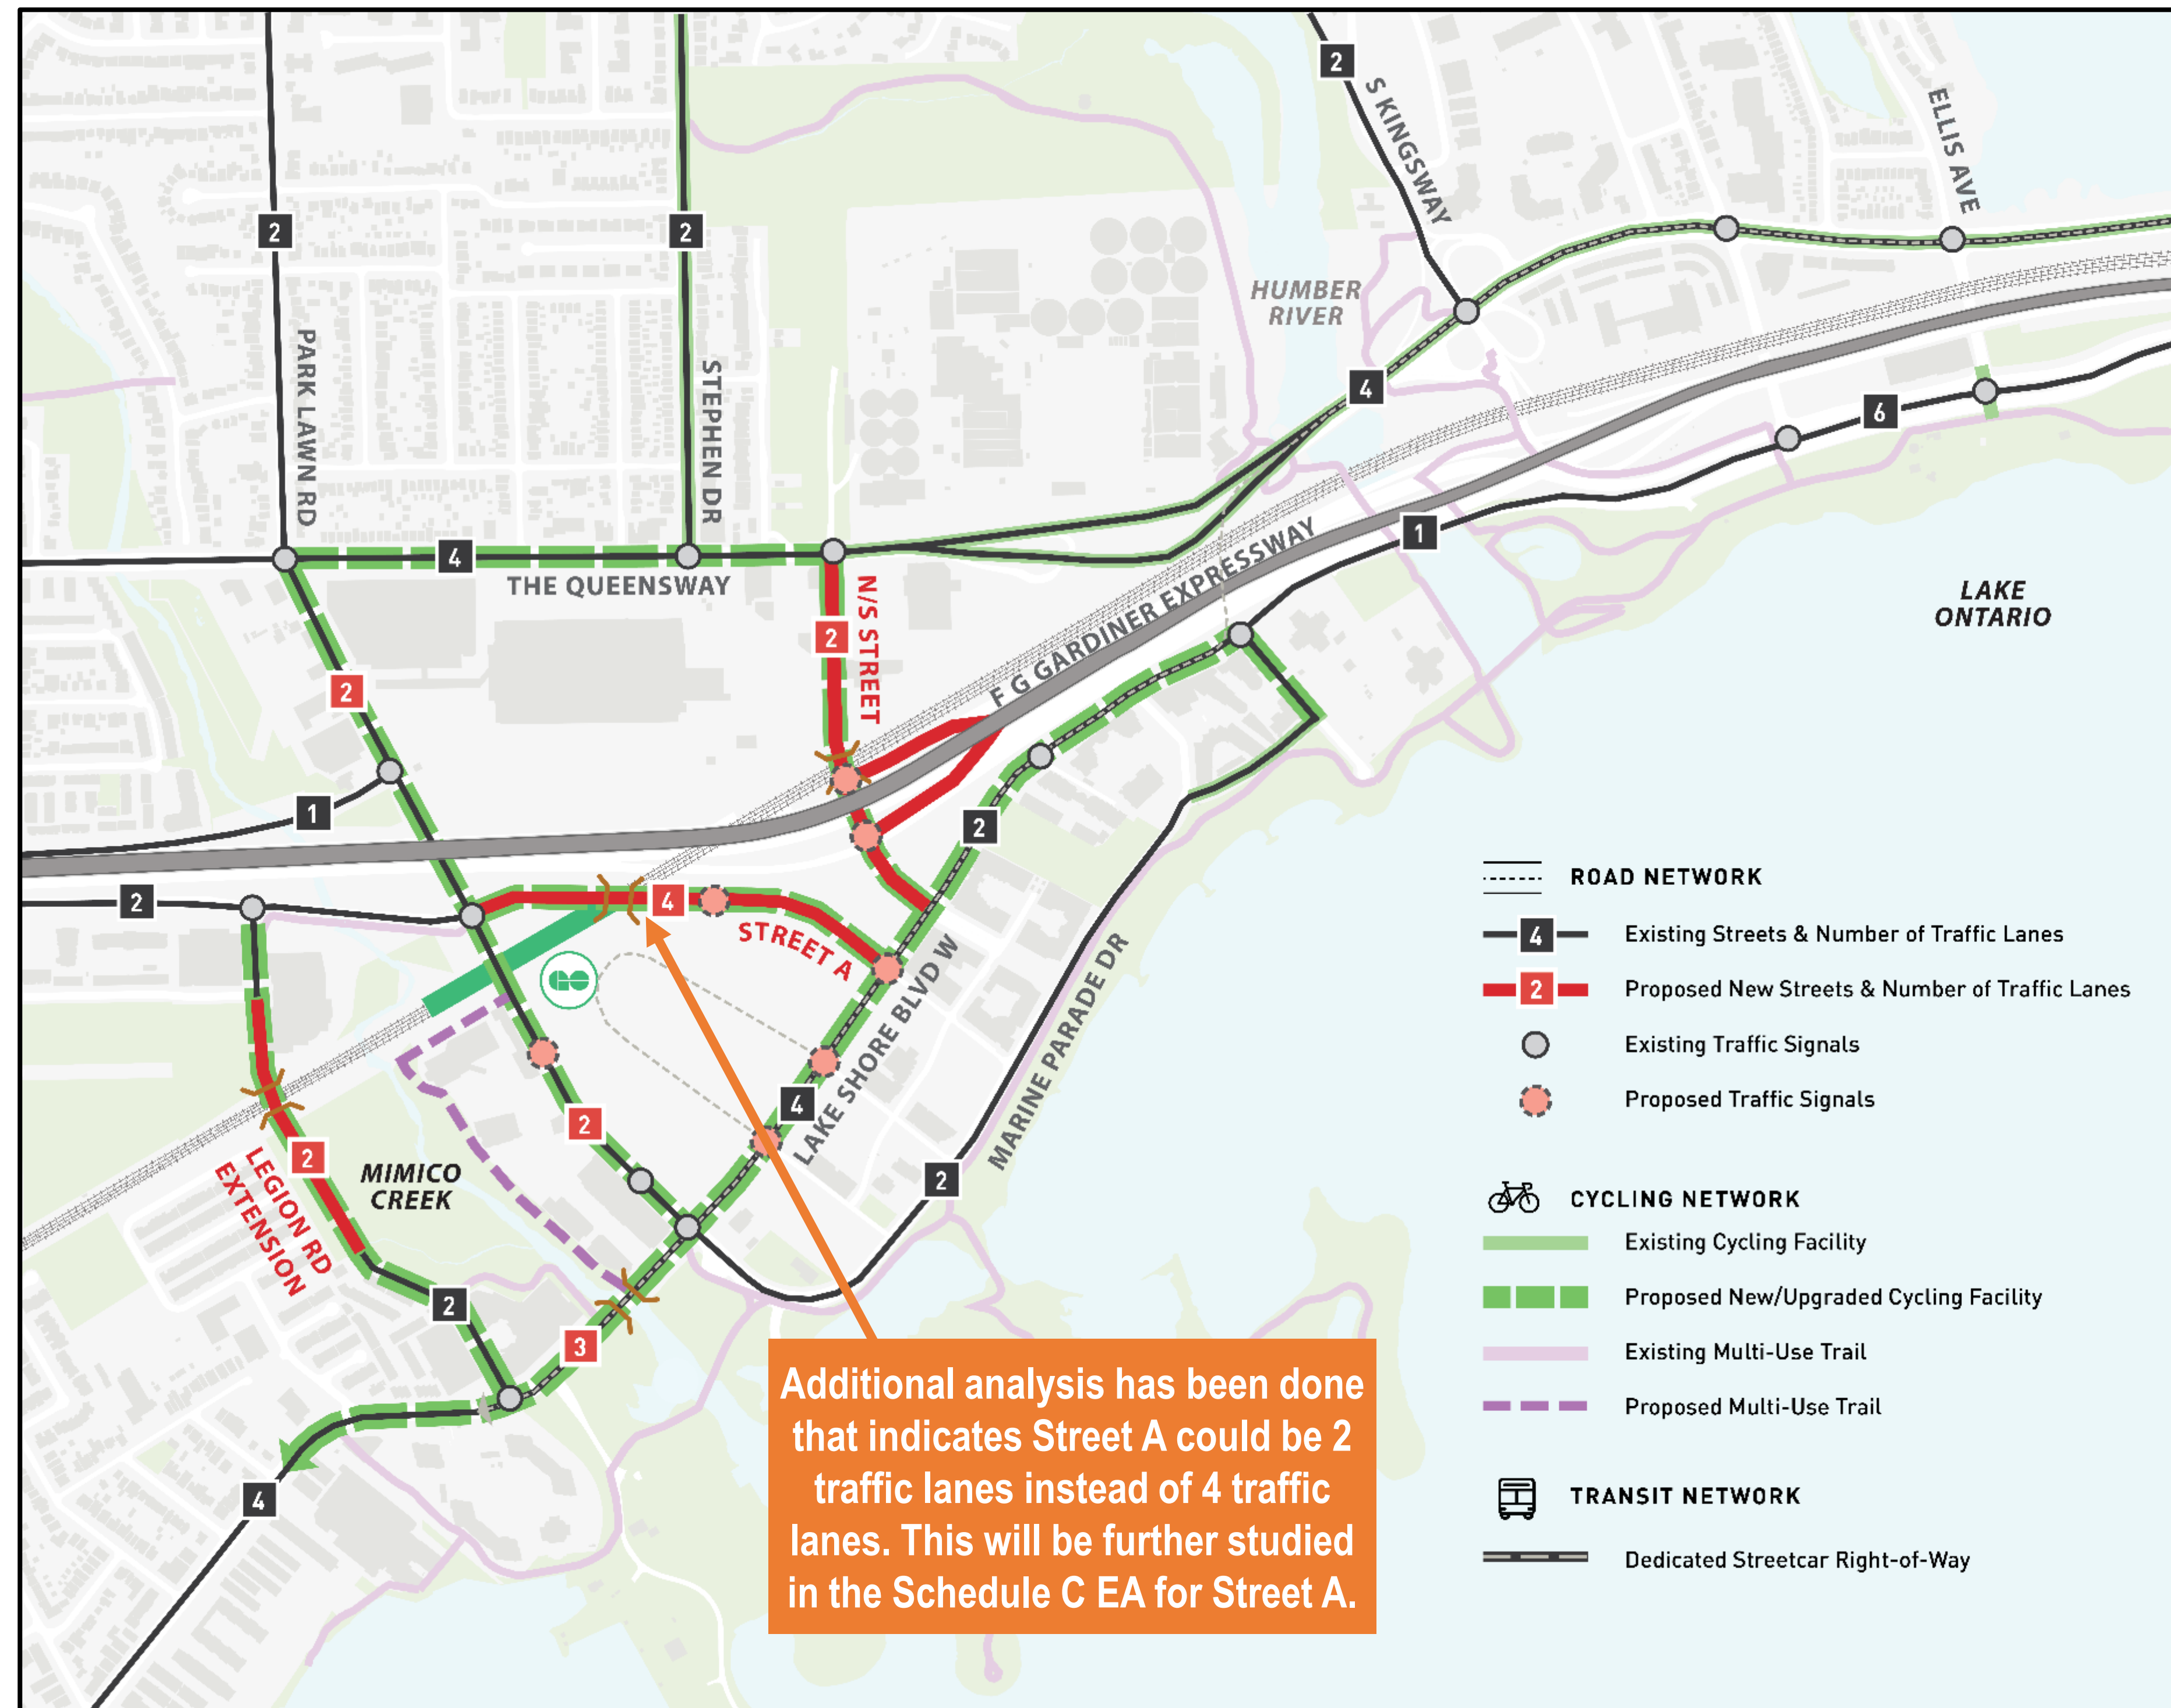 2
S KINGSWAY
ELLIS AVE
2
2
HUMBER
RIVER
PARK LAWN RD
STEPHEN DR
4
6
1
4
THE QUEENSWAY
N/S STREET
2
F G GARDINER EXPRESSWAY
LAKE
ONTARIO
2
1
2
2
4
STREET A
LAKE SHORE BLVD W
MARINE PARADE DR
4
2
2
LEGION RD
EXTENSION
MIMICO
CREEK
2
2
3
4
ROAD NETWORK
4
Existing Streets & Number of Traffic Lanes
2
Proposed New Streets & Number of Traffic Lanes
Existing Traffic Signals
Proposed Traffic Signals
CYCLING NETWORK
Existing Cycling Facility
Proposed New/Upgraded Cycling Facility
Existing Multi-Use Trail
Proposed Multi-Use Trail
TRANSIT NETWORK
Dedicated Streetcar Right-of-Way
Additional analysis has been done
that indicates Street A could be 2
traffic lanes instead of 4 traffic
lanes. This will be further studied
in the Schedule C EA for Street A.